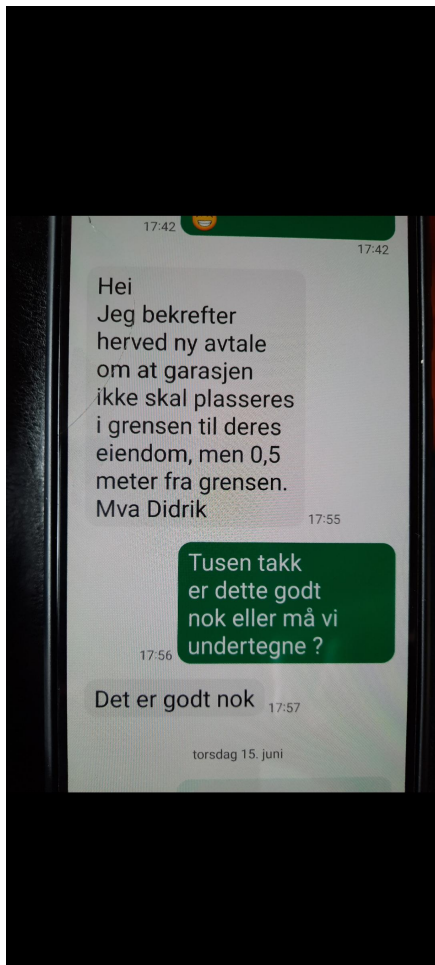 17:42
17:42
Hei
Jeg bekrefter
herved ny avtale
om at garasjen
ikke skal plasseres
i grensen til deres
eiendom, men 0,5
meter fra grensen.
Mva Didrik
17:55
Tusen takk
er dette godt
nok eller må vi
undertegne ?
17:56
Det er godt nok
17:57
torsdag 15. juni